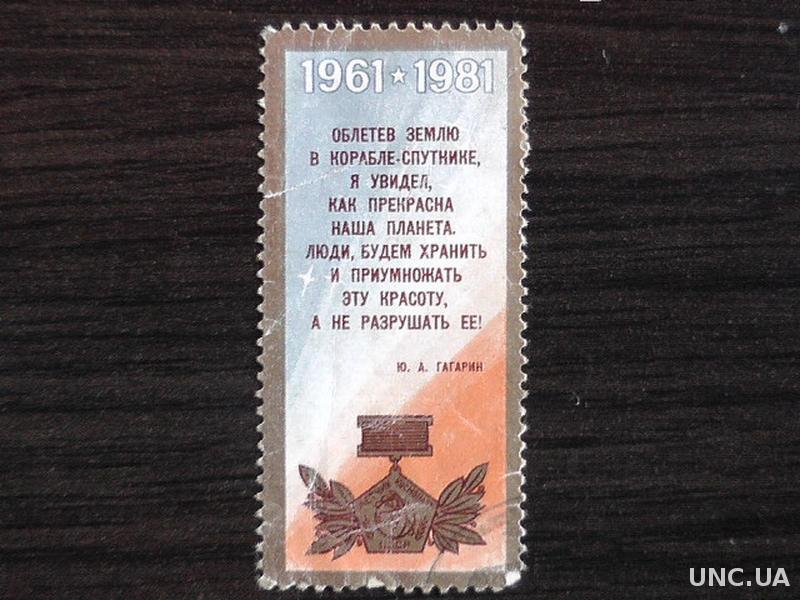 1961 ★ 1981
ОБЛЕТЕВ ЗЕМЛЮ
В КОРАБЛЕ-СПУТНИКЕ,
Я УВИДЕЛ,
КАК ПРЕКРАСНА
НАША ПЛАНЕТА.
ЛЮДИ, БУДЕМ ХРАНИТЬ
И ПРИУМНОЖАТЬ
ЭТУ КРАСОТУ,
А НЕ РАЗРУШАТЬ ЕЕ!
Ю. А. ГАГАРИН
UNC.UA